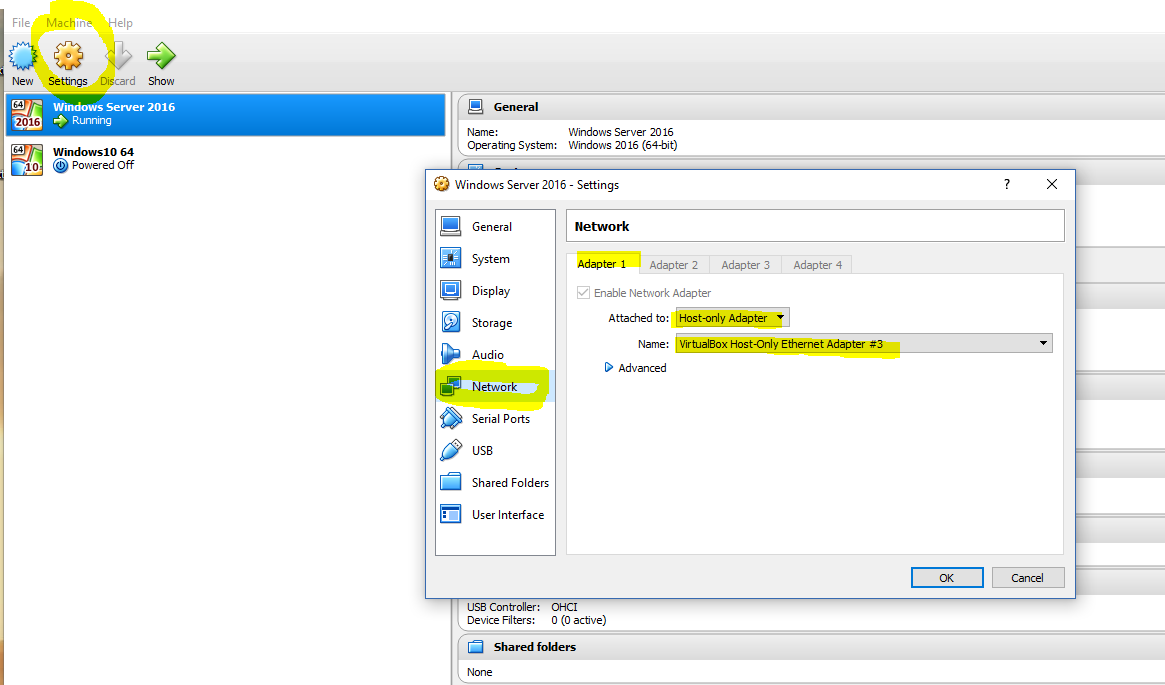 File Machine Help
New Settings Discard Show
64 2016 Windows Server 2016
Running
64 10 Windows10 64
Powered Off
General
Name: Windows Server 2016
Operating System: Windows 2016 (64-bit)
Windows Server 2016 - Settings ?
General
System
Display
Storage
Audio
Network
Serial Ports
USB
Shared Folders
User Interface
Network
Adapter 1 Adapter 2 Adapter 3 Adapter 4
Enable Network Adapter
Attached to: Host-only Adapter
Name: VirtualBox Host-Only Ethernet Adapter #3
Advanced
OK Cancel
USB Controller: OHCI
Device Filters: 0 (0 active)
Shared folders
None